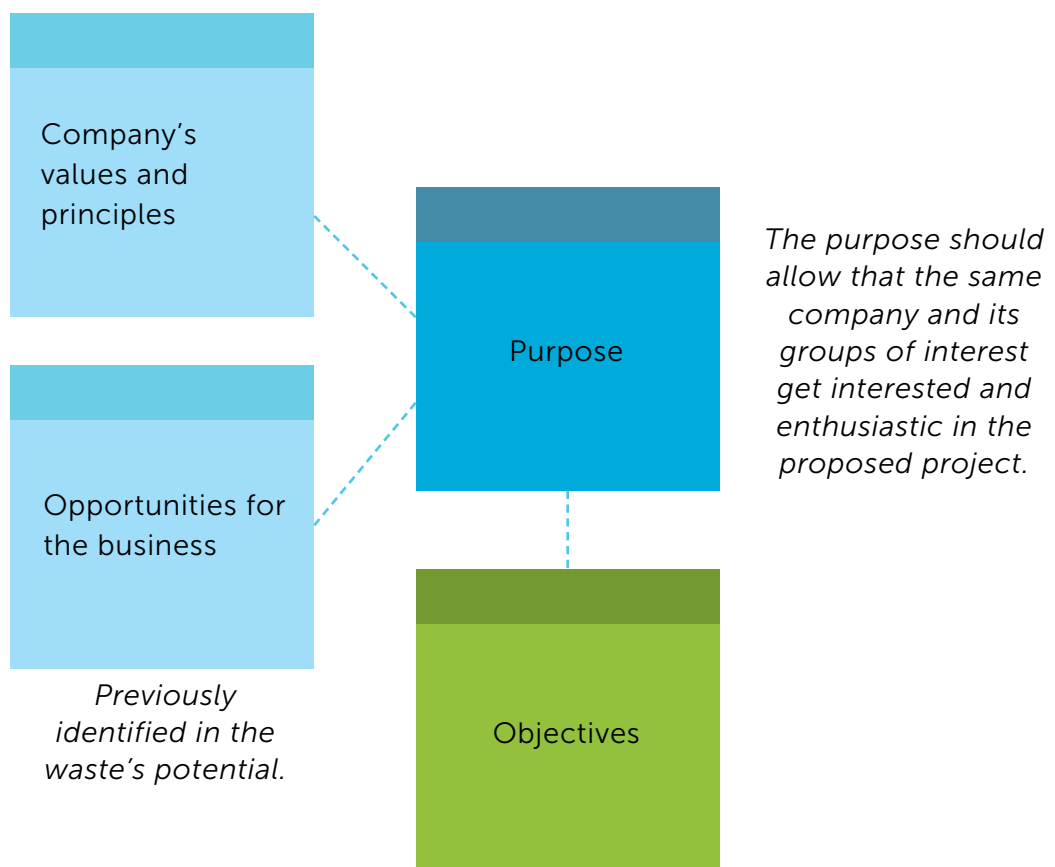 Company’s
values and
principles
Purpose
The purpose should
allow that the same
company and its
groups of interest
get interested and
enthusiastic in the
proposed project.
Opportunities for
the business
Previously
identified in the
waste’s potential.
Objectives